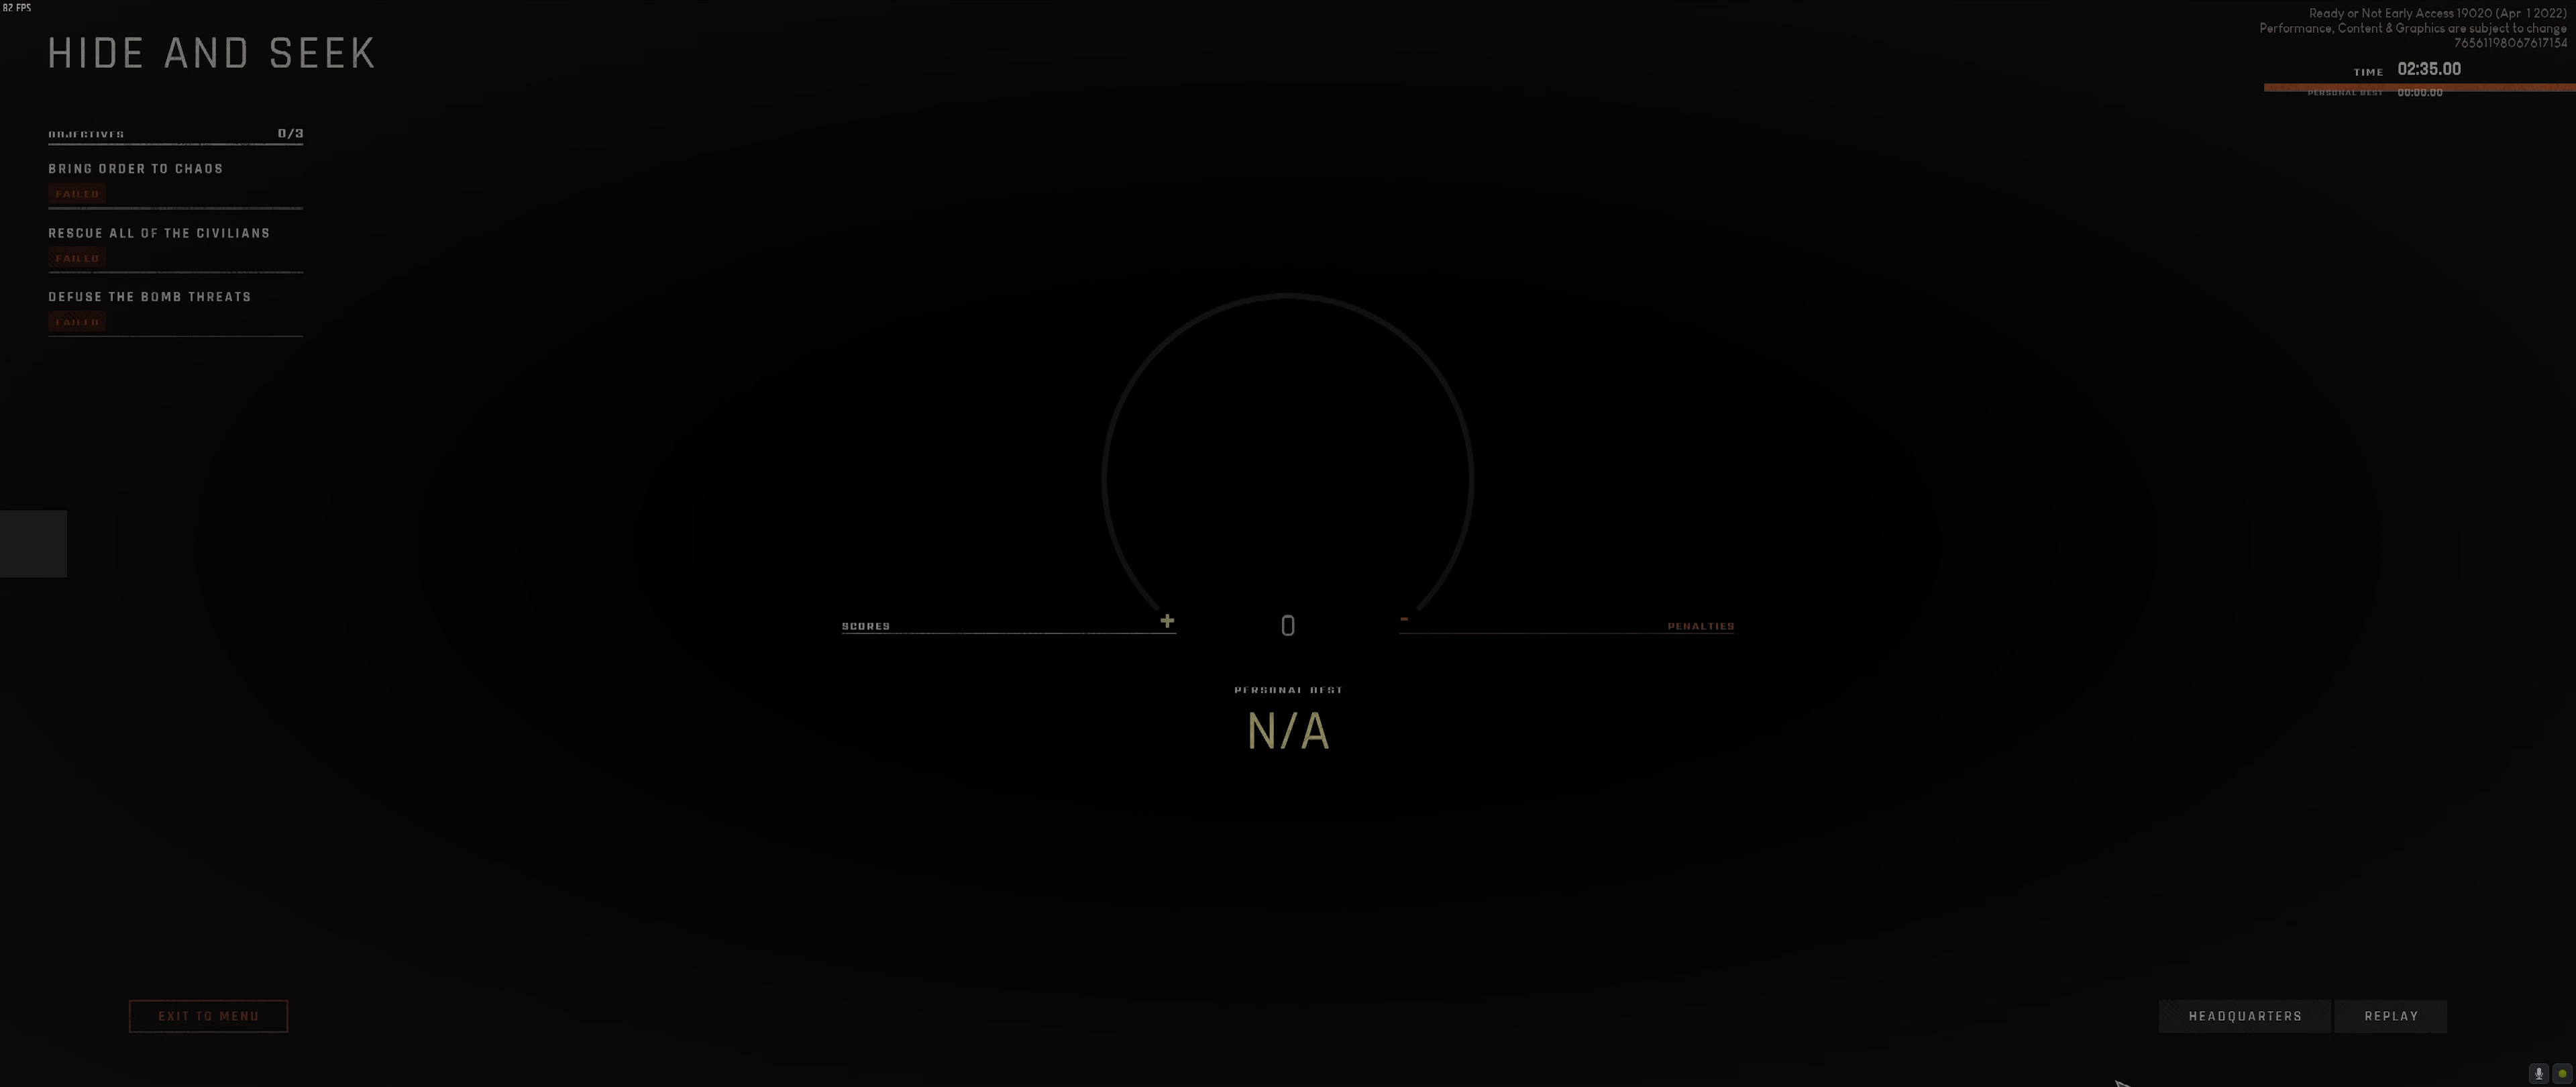 82 FPS
HIDE AND SEEK
Ready or Not Early Access 19020 (Apr 1 2022)
Performance, Content & Graphics are subject to change
76561198067617154
TIME 02:35.00
PERSONAL BEST 00:00.00
OBJECTIVES 0/3
BRING ORDER TO CHAOS
FAILED
RESCUE ALL OF THE CIVILIANS
FAILED
DEFUSE THE BOMB THREATS
FAILED
SCORES + 0 - PENALTIES
PERSONAL BEST
N/A
EXIT TO MENU
HEADQUARTERS REPLAY